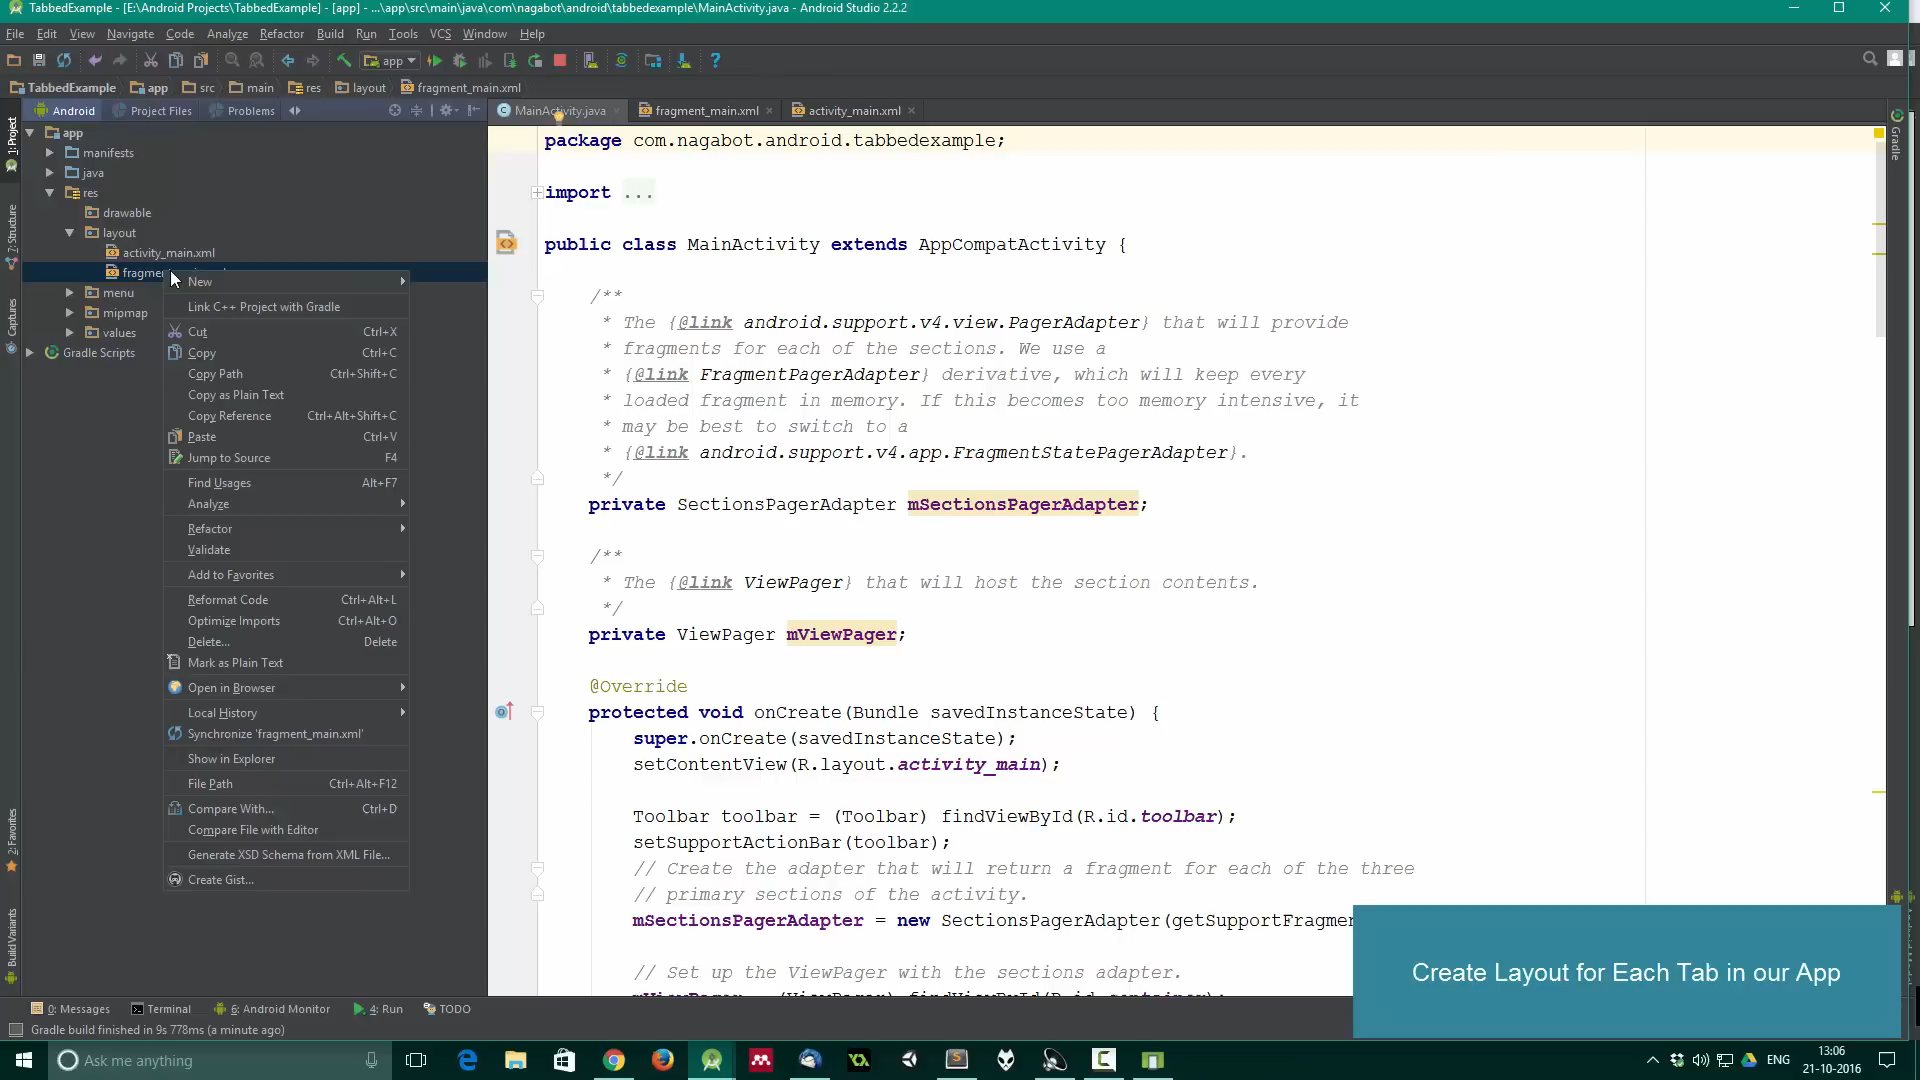 TabbedExample - [E:\Android Projects\TabbedExample] - [app] - ...\app\src\main\java\com\nagabot\android\tabbedexample\MainActivity.java - Android Studio 2.2.2
File Edit View Navigate Code Analyze Refactor Build Run Tools VCS Window Help
app
TabbedExample app src main res layout fragment_main.xml
Android Project Files Problems
MainActivity.java fragment_main.xml activity_main.xml
1: Project
7: Structure
Captures
2: Favorites
Build Variants
Gradle
app
manifests
java
res
drawable
layout
activity_main.xml
fragmen
menu
mipmap
values
Gradle Scripts
New
Link C++ Project with Gradle
Cut Ctrl+X
Copy Ctrl+C
Copy Path Ctrl+Shift+C
Copy as Plain Text
Copy Reference Ctrl+Alt+Shift+C
Paste Ctrl+V
Jump to Source F4
Find Usages Alt+F7
Analyze
Refactor
Validate
Add to Favorites
Reformat Code Ctrl+Alt+L
Optimize Imports Ctrl+Alt+O
Delete... Delete
Mark as Plain Text
Open in Browser
Local History
Synchronize 'fragment_main.xml'
Show in Explorer
File Path Ctrl+Alt+F12
Compare With... Ctrl+D
Compare File with Editor
Generate XSD Schema from XML File...
Create Gist...
package com.nagabot.android.tabbedexample;
import ...
public class MainActivity extends AppCompatActivity {
/**
* The {@link android.support.v4.view.PagerAdapter} that will provide
* fragments for each of the sections. We use a
* {@link FragmentPagerAdapter} derivative, which will keep every
* loaded fragment in memory. If this becomes too memory intensive, it
* may be best to switch to a
* {@link android.support.v4.app.FragmentStatePagerAdapter}.
*/
private SectionsPagerAdapter mSectionsPagerAdapter;
/**
* The {@link ViewPager} that will host the section contents.
*/
private ViewPager mViewPager;
@Override
protected void onCreate(Bundle savedInstanceState) {
super.onCreate(savedInstanceState);
setContentView(R.layout.activity_main);
Toolbar toolbar = (Toolbar) findViewById(R.id.toolbar);
setSupportActionBar(toolbar);
// Create the adapter that will return a fragment for each of the three
// primary sections of the activity.
mSectionsPagerAdapter = new SectionsPagerAdapter(getSupportFragmen
// Set up the ViewPager with the sections adapter.
Create Layout for Each Tab in our App
0: Messages Terminal 6: Android Monitor 4: Run TODO
Gradle build finished in 9s 778ms (a minute ago)
Ask me anything
ENG
13:06
21-10-2016